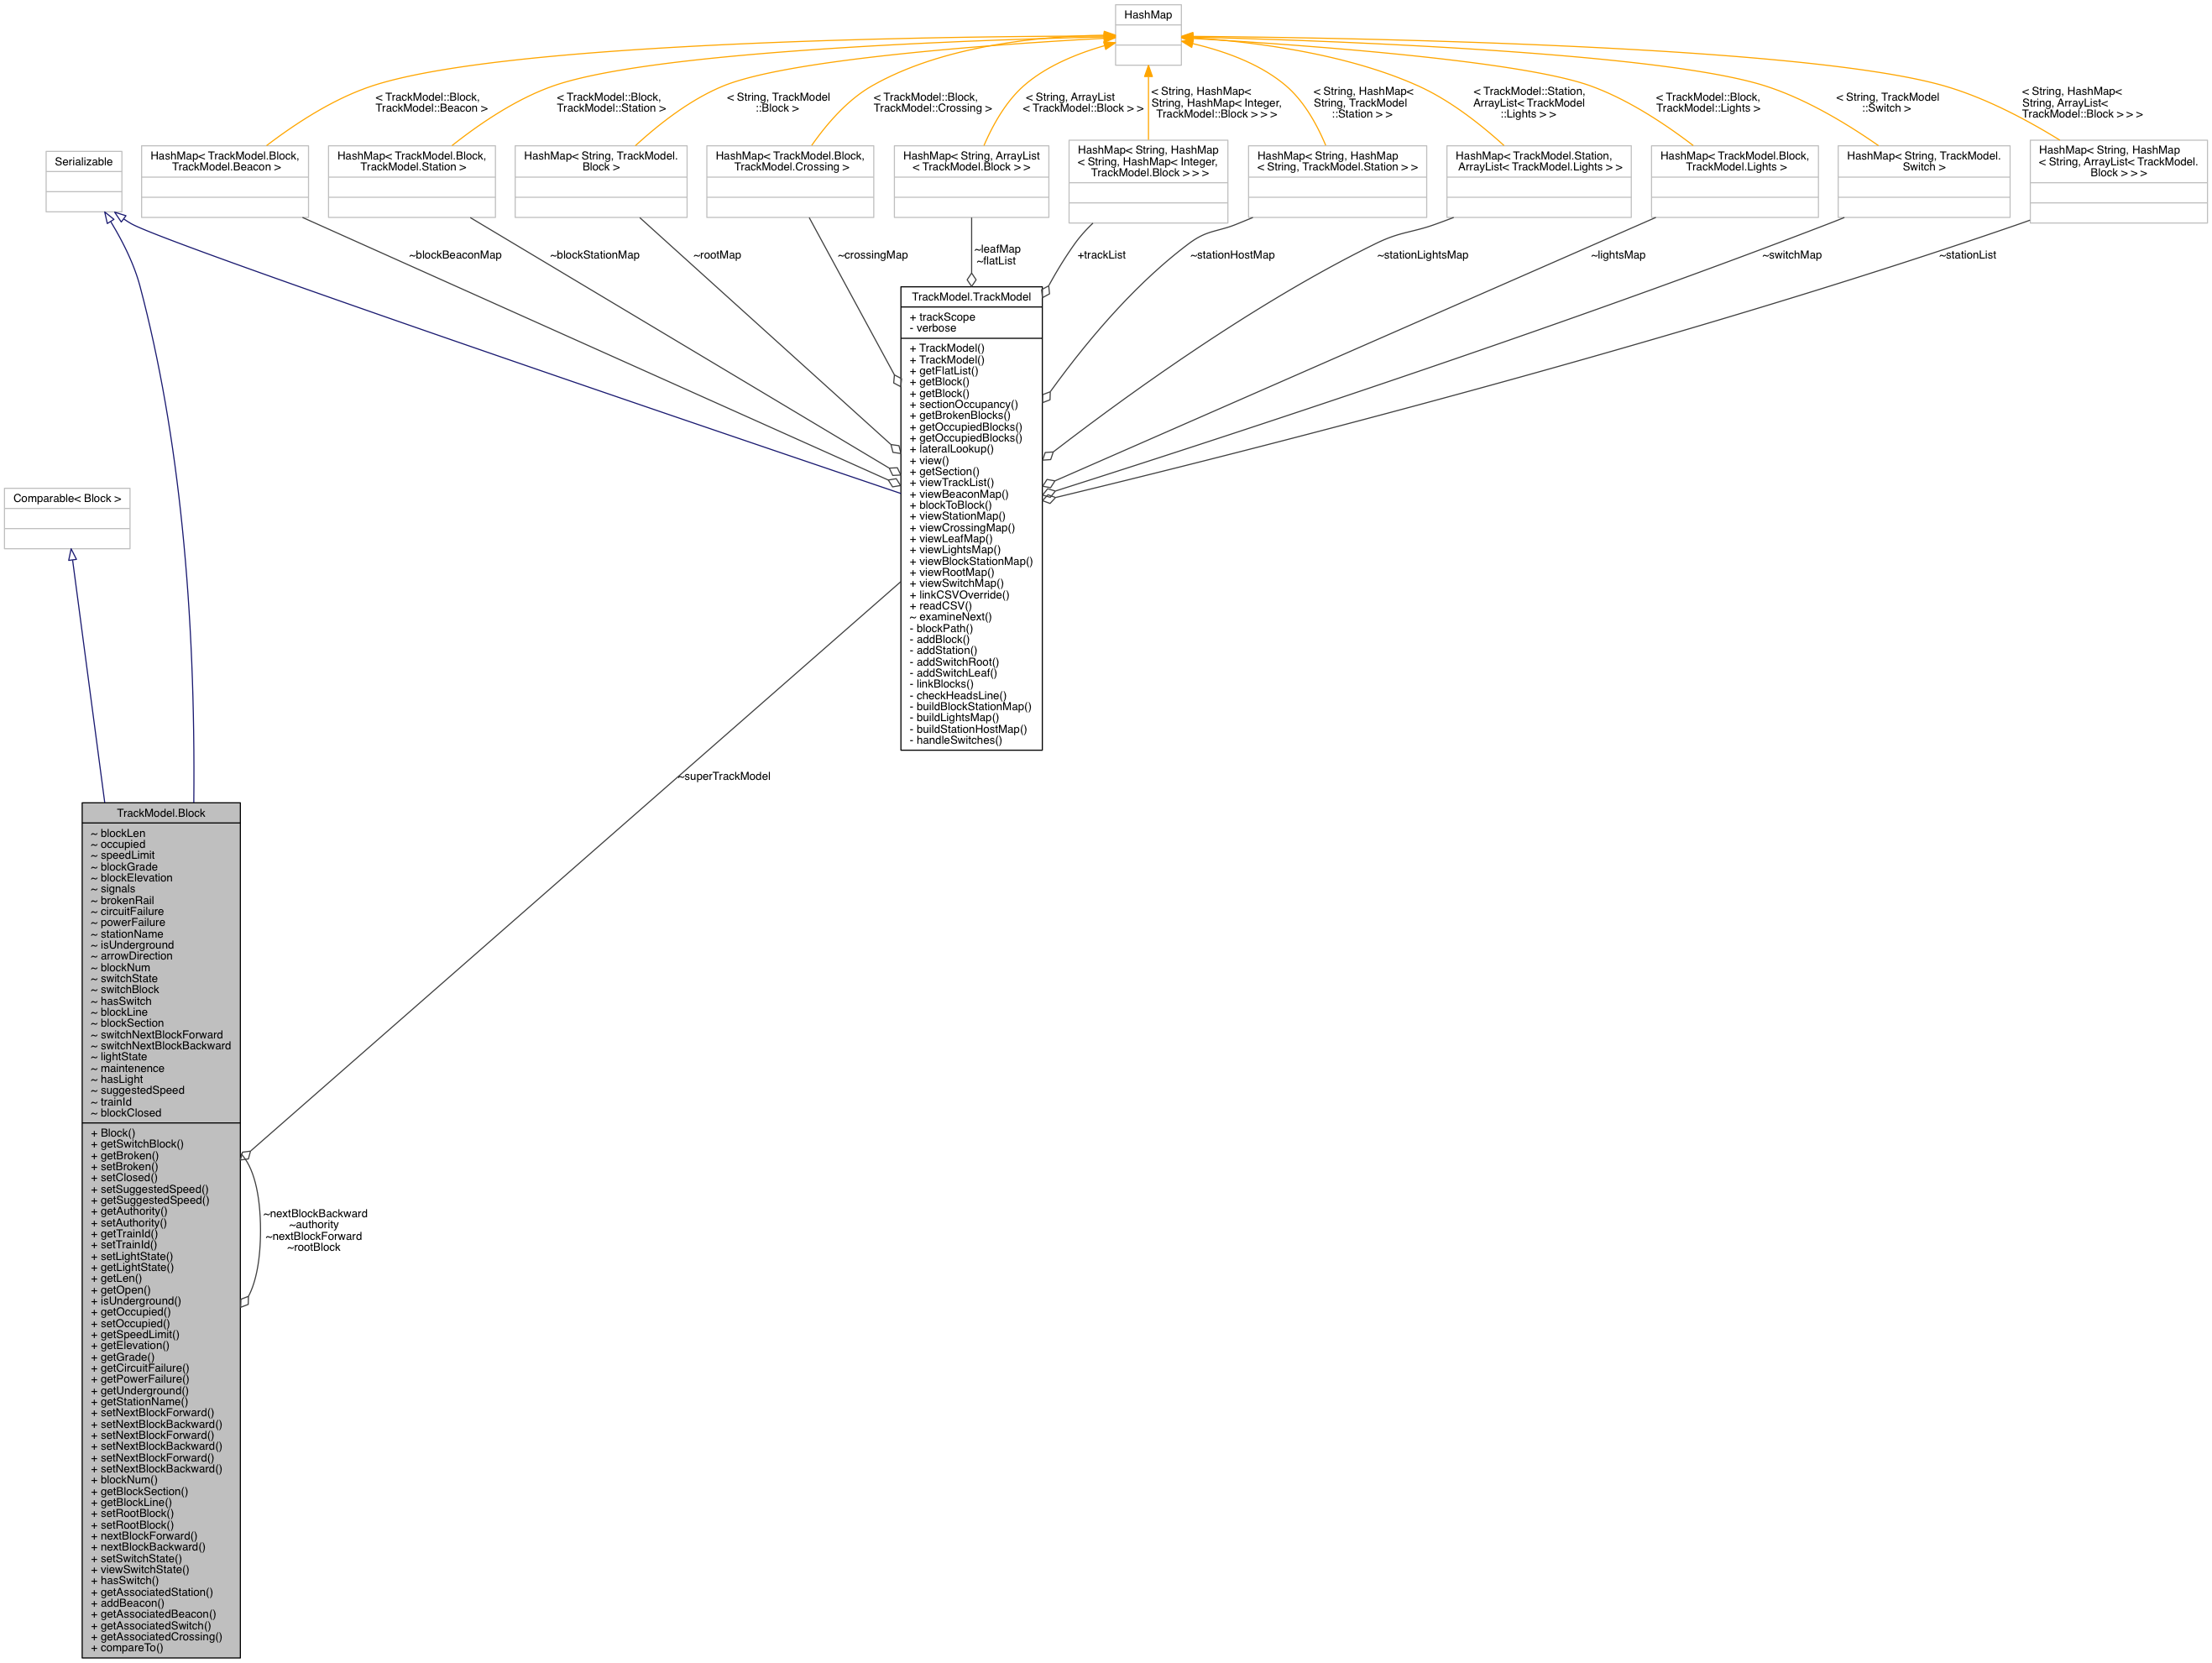 HashMap
< TrackModel::Block,
TrackModel::Beacon >
< TrackModel::Block,
TrackModel::Station >
< String, TrackModel
::Block >
< TrackModel::Block,
TrackModel::Crossing >
< String, ArrayList
< TrackModel::Block > >
< String, HashMap<
String, HashMap< Integer,
TrackModel::Block > > >
< String, HashMap<
String, TrackModel
::Station > >
< TrackModel::Station,
ArrayList< TrackModel
::Lights > >
< TrackModel::Block,
TrackModel::Lights >
< String, TrackModel
::Switch >
< String, HashMap<
String, ArrayList<
TrackModel::Block > > >
Serializable
HashMap< TrackModel.Block,
TrackModel.Beacon >
HashMap< TrackModel.Block,
TrackModel.Station >
HashMap< String, TrackModel.
Block >
HashMap< TrackModel.Block,
TrackModel.Crossing >
HashMap< String, ArrayList
< TrackModel.Block > >
HashMap< String, HashMap
< String, HashMap< Integer,
TrackModel.Block > > >
HashMap< String, HashMap
< String, TrackModel.Station > >
HashMap< TrackModel.Station,
ArrayList< TrackModel.Lights > >
HashMap< TrackModel.Block,
TrackModel.Lights >
HashMap< String, TrackModel.
Switch >
HashMap< String, HashMap
< String, ArrayList< TrackModel.
Block > > >
~blockBeaconMap
~blockStationMap
~rootMap
~crossingMap
~leafMap
~flatList
+trackList
~stationHostMap
~stationLightsMap
~lightsMap
~switchMap
~stationList
TrackModel.TrackModel
+ trackScope
- verbose
+ TrackModel()
+ TrackModel()
+ getFlatList()
+ getBlock()
+ getBlock()
+ sectionOccupancy()
+ getBrokenBlocks()
+ getOccupiedBlocks()
+ getOccupiedBlocks()
+ lateralLookup()
+ view()
+ getSection()
+ viewTrackList()
+ viewBeaconMap()
+ blockToBlock()
+ viewStationMap()
+ viewCrossingMap()
+ viewLeafMap()
+ viewLightsMap()
+ viewBlockStationMap()
+ viewRootMap()
+ viewSwitchMap()
+ linkCSVOverride()
+ readCSV()
~ examineNext()
- blockPath()
- addBlock()
- addStation()
- addSwitchRoot()
- addSwitchLeaf()
- linkBlocks()
- checkHeadsLine()
- buildBlockStationMap()
- buildLightsMap()
- buildStationHostMap()
- handleSwitches()
Comparable< Block >
~superTrackModel
TrackModel.Block
~ blockLen
~ occupied
~ speedLimit
~ blockGrade
~ blockElevation
~ signals
~ brokenRail
~ circuitFailure
~ powerFailure
~ stationName
~ isUnderground
~ arrowDirection
~ blockNum
~ switchState
~ switchBlock
~ hasSwitch
~ blockLine
~ blockSection
~ switchNextBlockForward
~ switchNextBlockBackward
~ lightState
~ maintenence
~ hasLight
~ suggestedSpeed
~ trainId
~ blockClosed
+ Block()
+ getSwitchBlock()
+ getBroken()
+ setBroken()
+ setClosed()
+ setSuggestedSpeed()
+ getSuggestedSpeed()
+ getAuthority()
+ setAuthority()
+ getTrainId()
+ setTrainId()
+ setLightState()
+ getLightState()
+ getLen()
+ getOpen()
+ isUnderground()
+ getOccupied()
+ setOccupied()
+ getSpeedLimit()
+ getElevation()
+ getGrade()
+ getCircuitFailure()
+ getPowerFailure()
+ getUnderground()
+ getStationName()
+ setNextBlockForward()
+ setNextBlockBackward()
+ setNextBlockForward()
+ setNextBlockBackward()
+ setNextBlockForward()
+ setNextBlockBackward()
+ blockNum()
+ getBlockSection()
+ getBlockLine()
+ setRootBlock()
+ setRootBlock()
+ nextBlockForward()
+ nextBlockBackward()
+ setSwitchState()
+ viewSwitchState()
+ hasSwitch()
+ getAssociatedStation()
+ addBeacon()
+ getAssociatedBeacon()
+ getAssociatedSwitch()
+ getAssociatedCrossing()
+ compareTo()
~nextBlockBackward
~authority
~nextBlockForward
~rootBlock